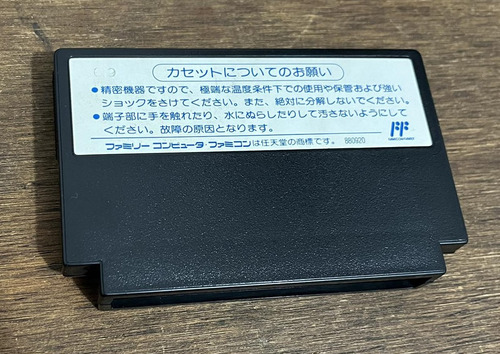 カセットについてのお願い
●精密機器ですので、極端な温度条件下での使用や保管および強い
ショックをさけてください。また、絶対に分解しないでください。
●端子部に手を触れたり、水にぬらしたりして汚さないようにして
ください。故障の原因となります。
ファミリー コンピュータ・ファミコンは任天堂の商標です。 880920